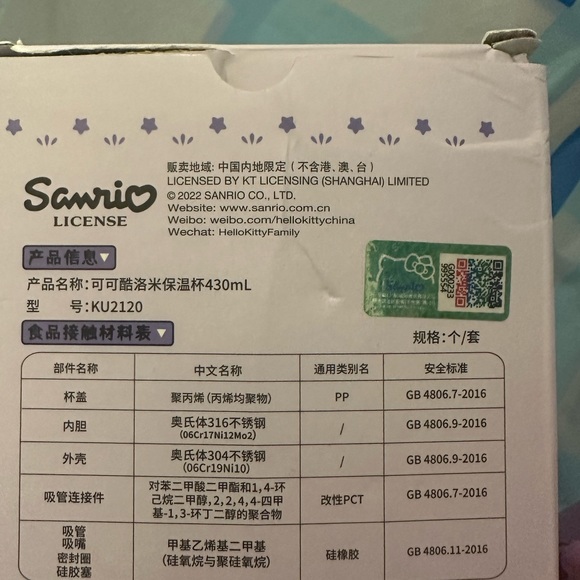 贩卖地域: 中国内地限定 (不含港、澳、台)
LICENSED BY KT LICENSING (SHANGHAI) LIMITED
© 2022 SANRIO CO., LTD.
Website: www.sanrio.com.cn
Weibo: weibo.com/hellokittychina
Wechat: HelloKittyFamily
Sanrio
LICENSE
产品信息
产品名称:可可酷洛米保温杯430mL
型 号:KU2120
Sanrio
食品接触材料表
规格:个/套
部件名称 中文名称 通用类别名 安全标准
杯盖 聚丙烯 (丙烯均聚物) PP GB 4806.7-2016
内胆 奥氏体316不锈钢 (06Cr17Ni12Mo2) / GB 4806.9-2016
外壳 奥氏体304不锈钢 (06Cr19Ni10) / GB 4806.9-2016
吸管连接件 对苯二甲酸二甲酯和1,4-环
己烷二甲醇,2,2,4,4-四甲
基-1,3-环丁二醇的聚合物 改性PCT GB 4806.7-2016
吸管
吸嘴
密封圈
硅胶塞 甲基乙烯基二甲基
(硅氧烷与聚硅氧烷) 硅橡胶 GB 4806.11-2016